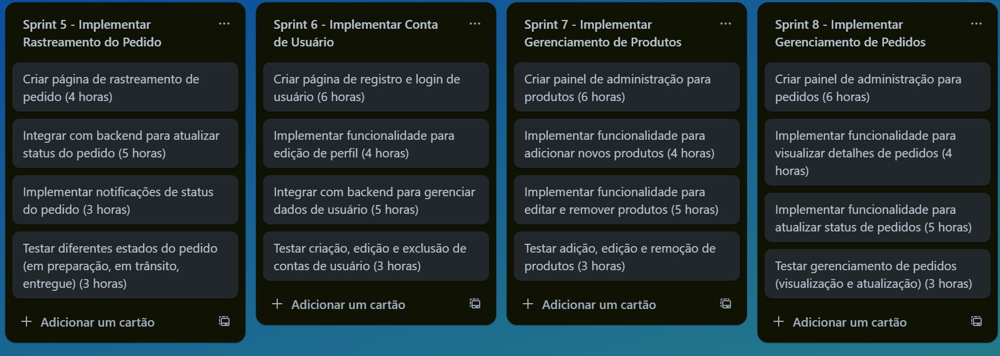 Sprint 5 - Implementar
Rastreamento do Pedido
Criar página de rastreamento de
pedido (4 horas)
Integrar com backend para atualizar
status do pedido (5 horas)
Implementar notificações de status
do pedido (3 horas)
Testar diferentes estados do pedido
(em preparação, em trânsito,
entregue) (3 horas)
Adicionar um cartão
Sprint 6 - Implementar Conta
de Usuário
Criar página de registro e login de
usuário (6 horas)
Implementar funcionalidade para
edição de perfil (4 horas)
Integrar com backend para gerenciar
dados de usuário (5 horas)
Testar criação, edição e exclusão de
contas de usuário (3 horas)
Adicionar um cartão
Sprint 7 - Implementar
Gerenciamento de Produtos
Criar painel de administração para
produtos (6 horas)
Implementar funcionalidade para
adicionar novos produtos (4 horas)
Implementar funcionalidade para
editar e remover produtos (5 horas)
Testar adição, edição e remoção de
produtos (3 horas)
Adicionar um cartão
Sprint 8 - Implementar
Gerenciamento de Pedidos
Criar painel de administração para
pedidos (6 horas)
Implementar funcionalidade para
visualizar detalhes de pedidos (4
horas)
Implementar funcionalidade para
atualizar status de pedidos (5 horas)
Testar gerenciamento de pedidos
(visualização e atualização) (3 horas)
Adicionar um cartão